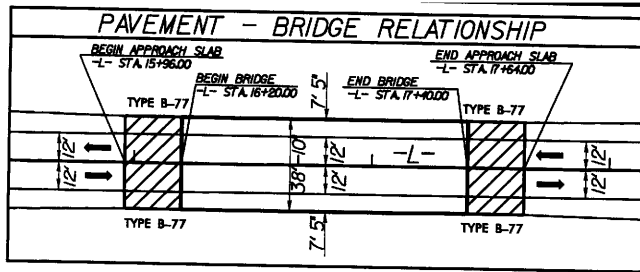 PAVEMENT - BRIDGE RELATIONSHIP
BEGIN APPROACH SLAB
-L- STA. 15+96.00
END APPROACH SLAB
-L- STA. 17+64.00
BEGIN BRIDGE
-L- STA. 16+20.00
END BRIDGE
-L- STA. 17+40.00
7' 5"
TYPE B-77
TYPE B-77
12'
12'
38'-10"
12'
12'
-L-
12'
12'
TYPE B-77
TYPE B-77
7' 5"